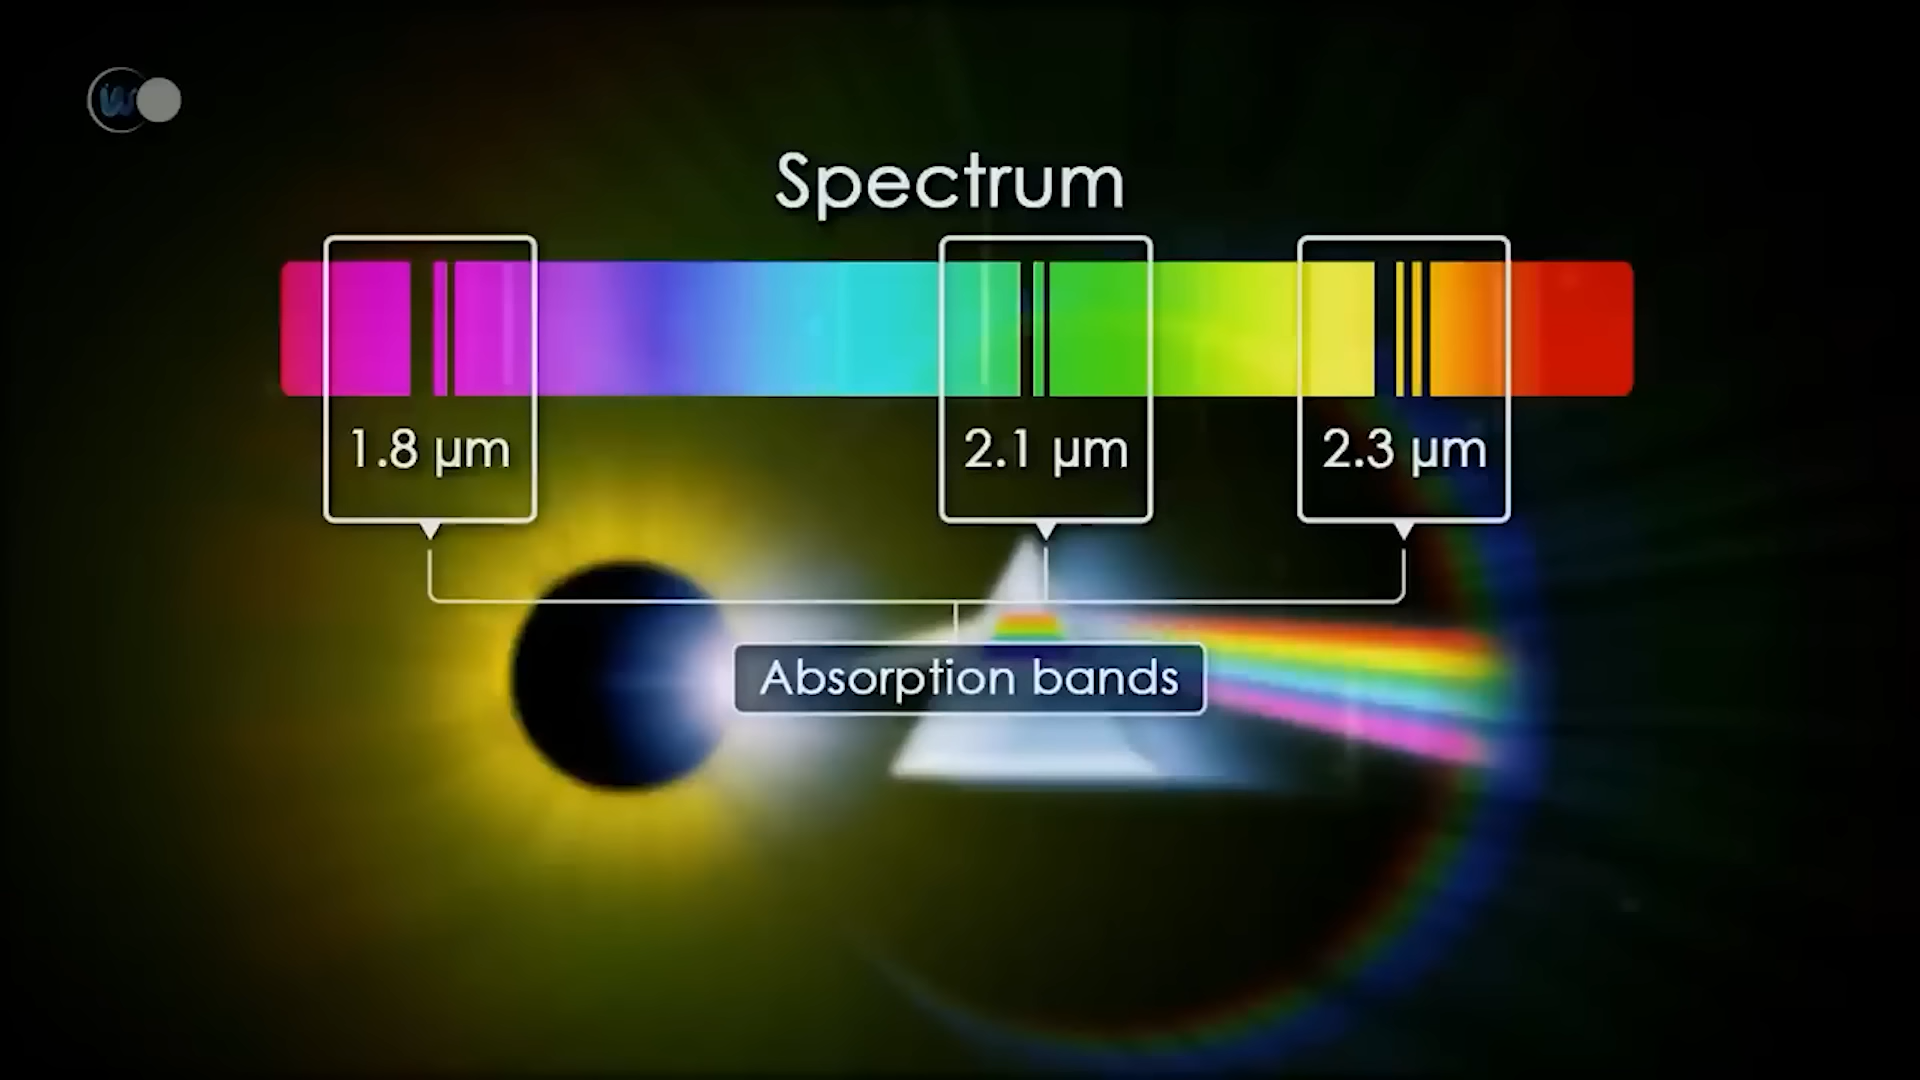 Spectrum
1.8 µm
2.1 µm
2.3 µm
Absorption bands